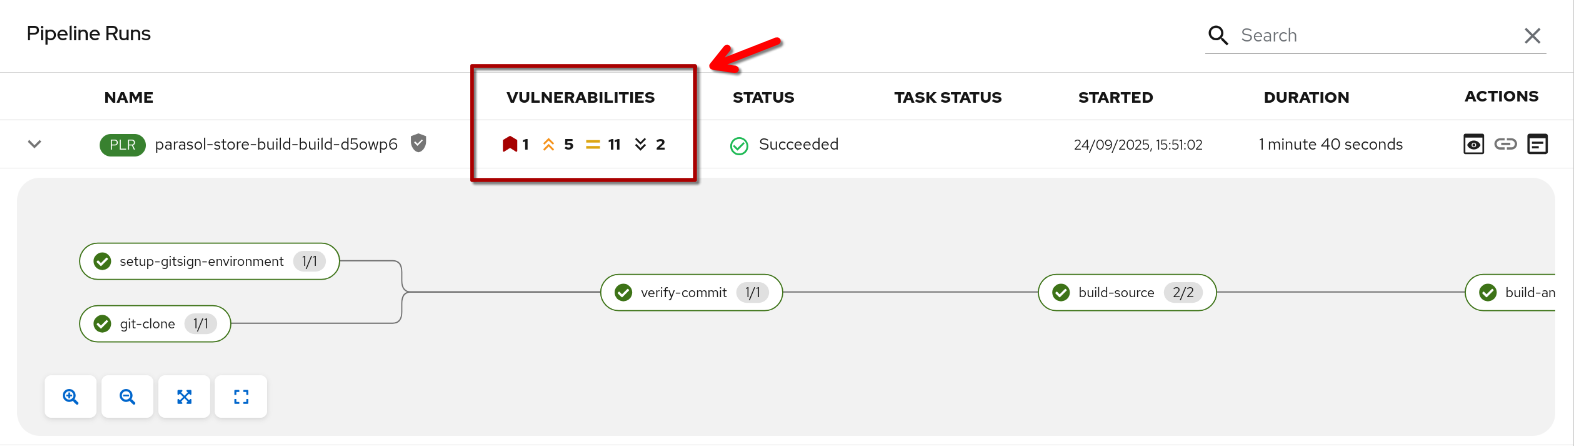 Pipeline Runs
Search
NAME VULNERABILITIES STATUS TASK STATUS STARTED DURATION ACTIONS
PLR parasol-store-build-build-d5owp6 1 5 11 2 Succeeded 24/09/2025, 15:51:02 1 minute 40 seconds
setup-gitsign-environment 1/1
verify-commit 1/1 build-source 2/2 build-an
git-clone 1/1